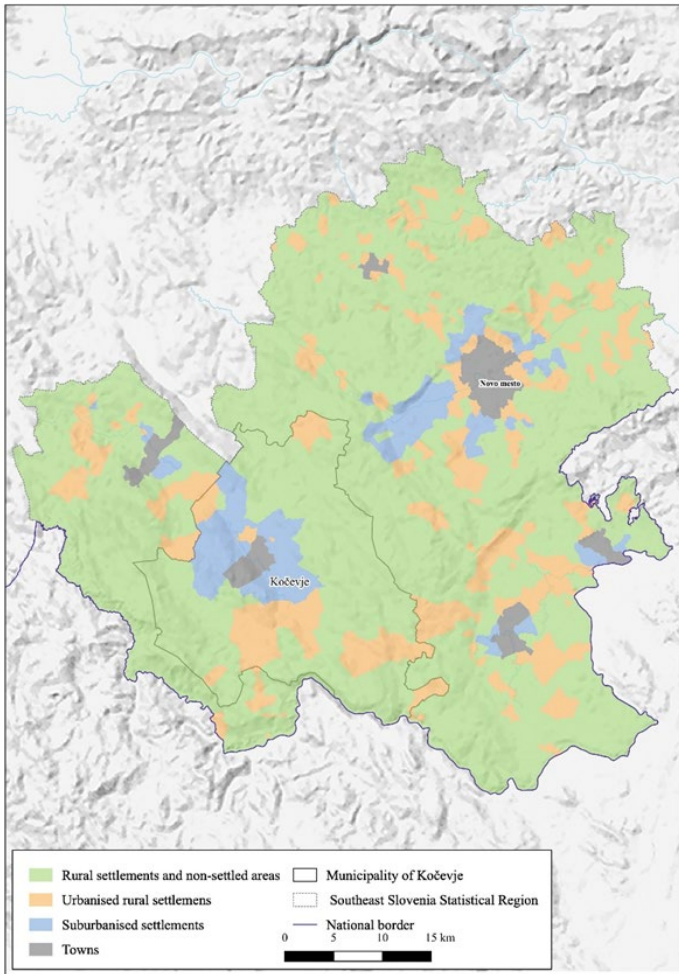 Novo mesto
Kočevje
Rural settlements and non-settled areas
Urbanised rural settlemens
Suburbanised settlements
Towns
Municipality of Kočevje
Southeast Slovenia Statistical Region
National border
0 5 10 15 km